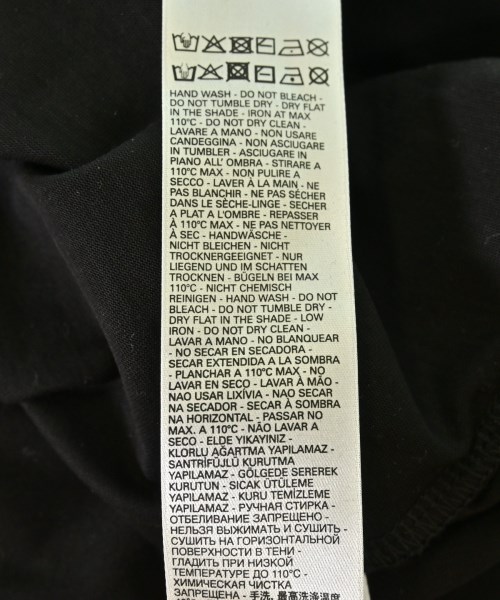 HAND WASH - DO NOT BLEACH -
DO NOT TUMBLE DRY - DRY FLAT
IN THE SHADE - IRON AT MAX
110°C - DO NOT DRY CLEAN -
LAVARE A MANO - NON USARE
CANDEGGINA - NON ASCIUGARE
IN TUMBLER - ASCIUGARE IN
PIANO ALL' OMBRA - STIRARE A
110°C MAX - NON PULIRE A
SECCO - LAVER À LA MAIN - NE
PAS BLANCHIR - NE PAS SÉCHER
DANS LE SÈCHE-LINGE - SECHER
A PLAT A L'OMBRE - REPASSER
À 110°C MAX - NE PAS NETTOYER
À SEC - HANDWÄSCHE -
NICHT BLEICHEN - NICHT
TROCKNERGEEIGNET - NUR
LIEGEND UND IM SCHATTEN
TROCKNEN - BÜGELN BEI MAX
110°C - NICHT CHEMISCH
REINIGEN - HAND WASH - DO NOT
BLEACH - DO NOT TUMBLE DRY -
DRY FLAT IN THE SHADE - LOW
IRON - DO NOT DRY CLEAN -
LAVAR A MANO - NO BLANQUEAR
- NO SECAR EN SECADORA -
SECAR EXTENDIDA A LA SOMBRA
- PLANCHAR A 110°C MAX - NO
LAVAR EN SECO - LAVAR À MÃO -
NAO USAR LIXÍVIA - NAO SECAR
NA SECADOR - SECAR À SOMBRA
NA HORIZONTAL - PASSAR NO
MAX. A 110°C - NÃO LAVAR A
SECO - ELDE YIKAYINIZ -
KLORLU AĞARTMA YAPILAMAZ -
SANTRİFÜJLÜ KURUTMA
YAPILAMAZ - GÖLGEDE SEREREK
KURUTUN - SICAK ÜTÜLEME
YAPILAMAZ - KURU TEMİZLEME
YAPILAMAZ - РУЧНАЯ СТИРКА -
ОТБЕЛИВАНИЕ ЗАПРЕЩЕНО -
НЕЛЬЗЯ ВЫЖИМАТЬ И СУШИТЬ -
СУШИТЬ НА ГОРИЗОНТАЛЬНОЙ
ПОВЕРХНОСТИ В ТЕНИ -
ГЛАДИТЬ ПРИ НИЗКОЙ
ТЕМПЕРАТУРЕ ДО 110°C -
ХИМИЧЕСКАЯ ЧИСТКА
ЗАПРЕЩЕНА - 手洗, 最高洗涤温度